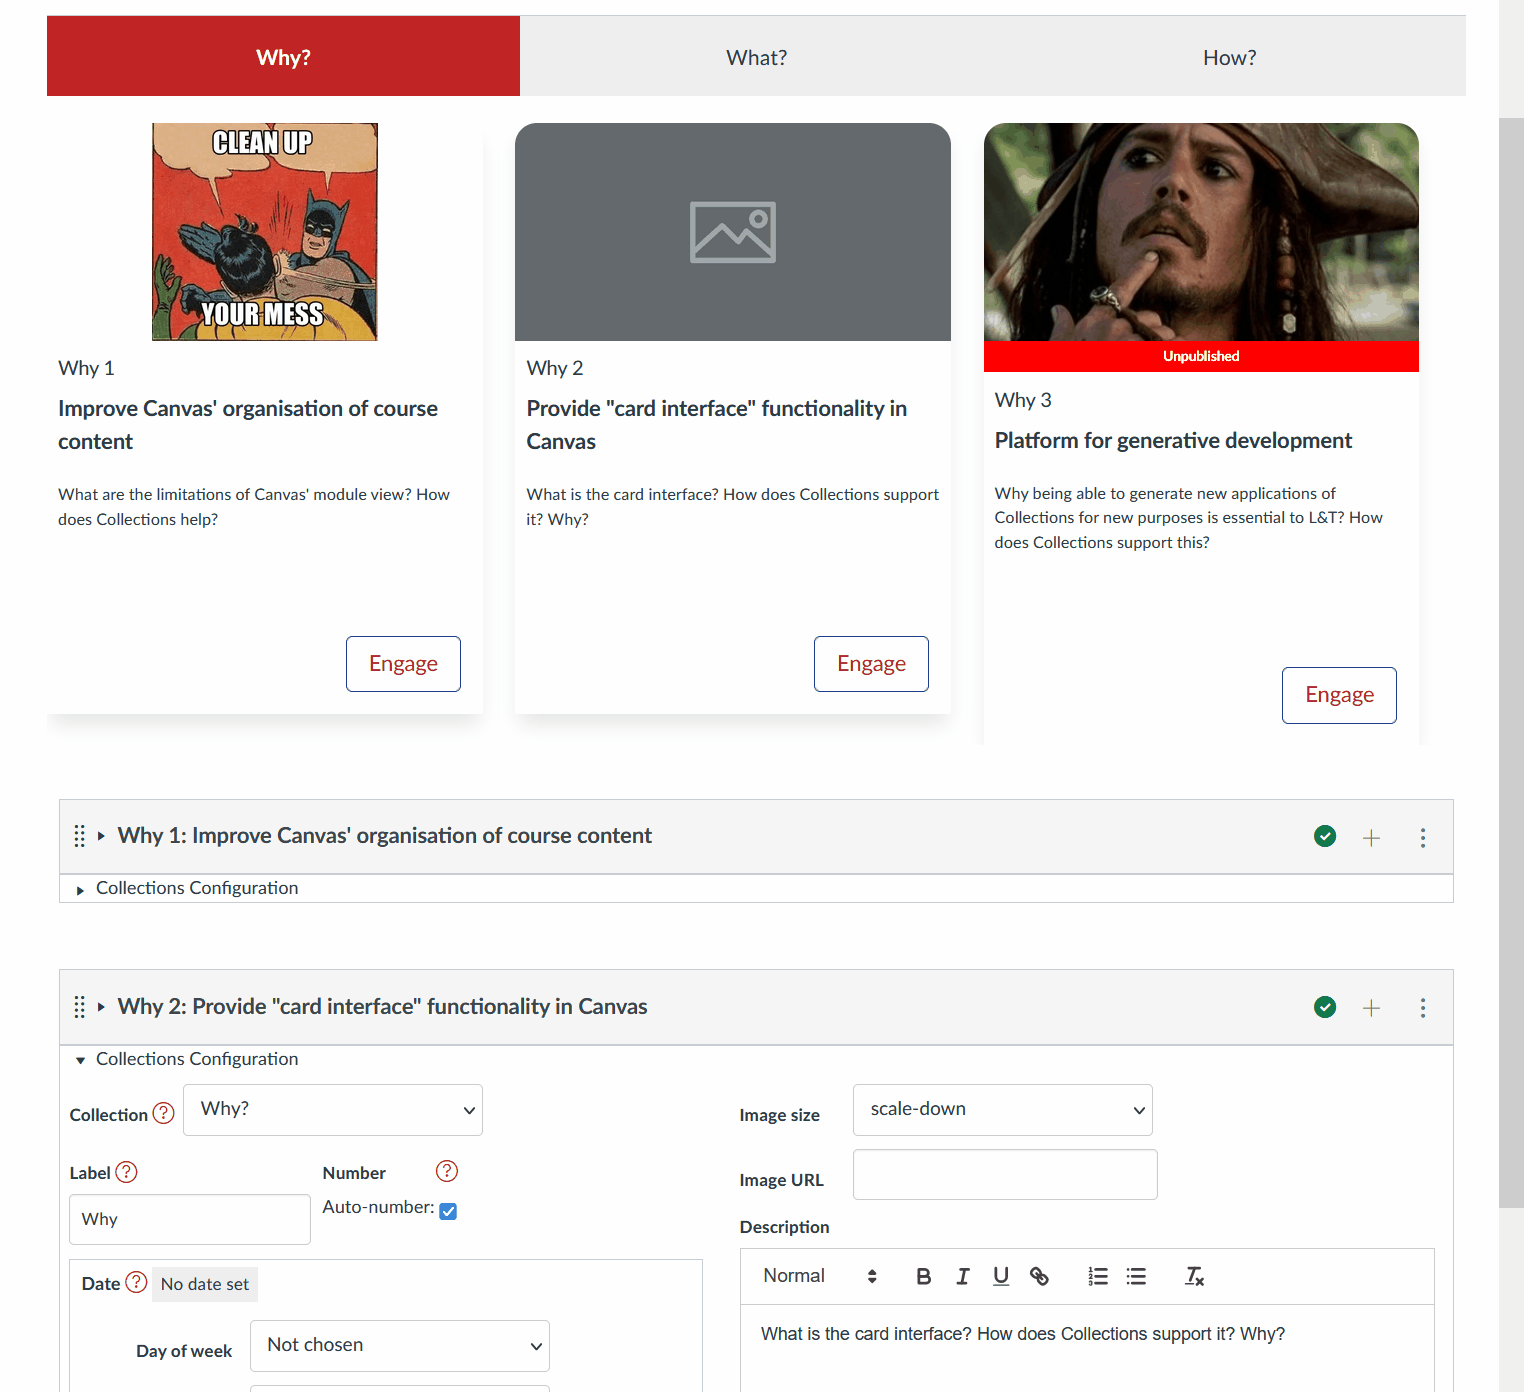 Why?
What?
How?
CLEAN UP
YOUR MESS
Why 1
Improve Canvas' organisation of course
content
What are the limitations of Canvas' module view? How
does Collections help?
Engage
Why 2
Provide "card interface" functionality in
Canvas
What is the card interface? How does Collections support
it? Why?
Engage
Unpublished
Why 3
Platform for generative development
Why being able to generate new applications of
Collections for new purposes is essential to L&T? How
does Collections support this?
Engage
Why 1: Improve Canvas' organisation of course content
Collections Configuration
Why 2: Provide "card interface" functionality in Canvas
Collections Configuration
Collection ?
Why?
Label ?
Number ?
Why
Auto-number:
Date ?
No date set
Day of week
Not chosen
Image size
scale-down
Image URL
Description
Normal
B I U
What is the card interface? How does Collections support it? Why?